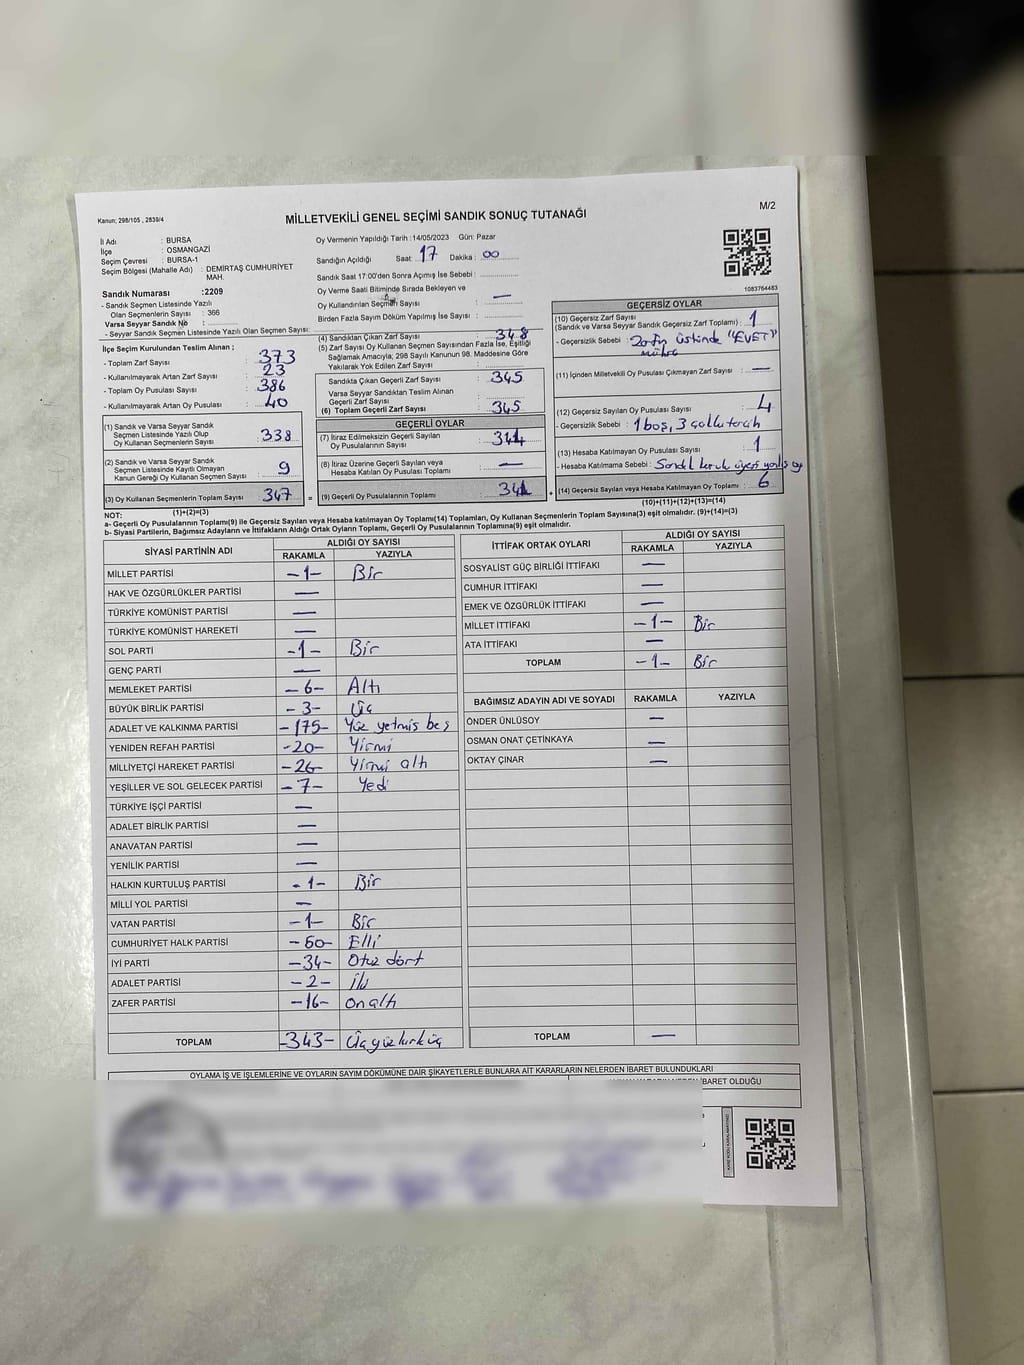 Kanun; 298/105 , 2839/4
MİLLETVEKİLİ GENEL SEÇİMİ SANDIK SONUÇ TUTANAĞI
M/2
İl Adı : BURSA
İlçe : OSMANGAZİ
Seçim Çevresi : BURSA-1
Seçim Bölgesi (Mahalle Adı) : DEMİRTAŞ CUMHURİYET MAH.
Sandık Numarası :2209
- Sandık Seçmen Listesinde Yazılı
Olan Seçmenlerin Sayısı : 366
Varsa Seyyar Sandık No :
- Seyyar Sandık Seçmen Listesinde Yazılı Olan Seçmen Sayısı:
Oy Vermenin Yapıldığı Tarih :14/05/2023 Gün: Pazar
Sandığın Açıldığı Saat: 17 Dakika : 00
Sandık Saat 17:00'den Sonra Açılmış İse Sebebi :
Oy Verme Saati Bitiminde Sırada Bekleyen ve
Oy Kullandırılan Seçmen Sayısı : —
Birden Fazla Sayım Döküm Yapılmış İse Sayısı :
1083764483
İlçe Seçim Kurulundan Teslim Alınan ;
- Toplam Zarf Sayısı : 373
- Kullanılmayarak Artan Zarf Sayısı : 23
- Toplam Oy Pusulası Sayısı : 386
- Kullanılmayarak Artan Oy Pusulası : 40
(1) Sandık ve Varsa Seyyar Sandık
Seçmen Listesinde Yazılı Olup
Oy Kullanan Seçmenlerin Sayısı : 338
(2) Sandık ve Varsa Seyyar Sandık
Seçmen Listesinde Kayıtlı Olmayan
Kanun Gereği Oy Kullanan Seçmen Sayısı : 9
(3) Oy Kullanan Seçmenlerin Toplam Sayısı : 347 =
(1)+(2)=(3)
(4) Sandıktan Çıkan Zarf Sayısı : 348
(5) Zarf Sayısı Oy Kullanan Seçmen Sayısından Fazla İse, Eşitliği
Sağlamak Amacıyla; 298 Sayılı Kanunun 98. Maddesine Göre
Yakılarak Yok Edilen Zarf Sayısı :
Sandıkta Çıkan Geçerli Zarf Sayısı : 345
Varsa Seyyar Sandıktan Teslim Alınan
Geçerli Zarf Sayısı :
(6) Toplam Geçerli Zarf Sayısı : 345
GEÇERLİ OYLAR
(7) İtiraz Edilmeksizin Geçerli Sayılan
Oy Pusulalarının Sayısı :
(8) İtiraz Üzerine Geçerli Sayılan veya
Hesaba Katılan Oy Pusulası Toplamı : —
(9) Geçerli Oy Pusulalarının Toplamı : +
GEÇERSİZ OYLAR
(10) Geçersiz Zarf Sayısı
(Sandık ve Varsa Seyyar Sandık Geçersiz Zarf Toplamı) : 1
- Geçersizlik Sebebi : Zarfın üstünde "EVET"
mührü
(11) İçinden Milletvekili Oy Pusulası Çıkmayan Zarf Sayısı : —
(12) Geçersiz Sayılan Oy Pusulası Sayısı : 4
- Geçersizlik Sebebi : 1 boş, 3 çoklu tercih
(13) Hesaba Katılmayan Oy Pusulası Sayısı : 1
- Hesaba Katılmama Sebebi : Sandık kurulu üyesi yanlış oy
(14) Geçersiz Sayılan veya Hesaba Katılmayan Oy Toplamı : 6
(10)+(11)+(12)+(13)=(14)
NOT:
a- Geçerli Oy Pusulalarının Toplamı(9) ile Geçersiz Sayılan veya Hesaba katılmayan Oy Toplamı(14) Toplamları, Oy Kullanan Seçmenlerin Toplam Sayısına(3) eşit olmalıdır. (9)+(14)=(3)
b- Siyasi Partilerin, Bağımsız Adayların ve İttifakların Aldığı Ortak Oyların Toplamı, Geçerli Oy Pusulalarının Toplamına(9) eşit olmalıdır.
SİYASİ PARTİNİN ADI ALDIĞI OY SAYISI
RAKAMLA YAZIYLA
MİLLET PARTİSİ -1- Bir
HAK VE ÖZGÜRLÜKLER PARTİSİ —
TÜRKİYE KOMÜNİST PARTİSİ —
TÜRKİYE KOMÜNİST HAREKETİ —
SOL PARTİ -1- Bir
GENÇ PARTİ —
MEMLEKET PARTİSİ -6- Altı
BÜYÜK BİRLİK PARTİSİ -3- Üç
ADALET VE KALKINMA PARTİSİ -175- Yüz yetmiş beş
YENİDEN REFAH PARTİSİ -20- Yirmi
MİLLİYETÇİ HAREKET PARTİSİ -26- Yirmi altı
YEŞİLLER VE SOL GELECEK PARTİSİ -7- Yedi
TÜRKİYE İŞÇİ PARTİSİ —
ADALET BİRLİK PARTİSİ —
ANAVATAN PARTİSİ —
YENİLİK PARTİSİ —
HALKIN KURTULUŞ PARTİSİ -1- Bir
MİLLİ YOL PARTİSİ —
VATAN PARTİSİ -1- Bir
CUMHURİYET HALK PARTİSİ -50- Elli
İYİ PARTİ -34- Otuz dört
ADALET PARTİSİ -2- İki
ZAFER PARTİSİ -16- On altı
TOPLAM -343- Üçyüzkırküç
İTTİFAK ORTAK OYLARI ALDIĞI OY SAYISI
RAKAMLA YAZIYLA
SOSYALİST GÜÇ BİRLİĞİ İTTİFAKI —
CUMHUR İTTİFAKI —
EMEK VE ÖZGÜRLÜK İTTİFAKI —
MİLLET İTTİFAKI -1- Bir
ATA İTTİFAKI —
TOPLAM -1- Bir
BAĞIMSIZ ADAYIN ADI VE SOYADI RAKAMLA YAZIYLA
ÖNDER ÜNLÜSOY —
OSMAN ONAT ÇETİNKAYA —
OKTAY ÇINAR —
TOPLAM —
OYLAMA İŞ VE İŞLEMLERİNE VE OYLARIN SAYIM DÖKÜMÜNE DAİR ŞİKAYETLERLE BUNLARA AİT KARARLARIN NELERDEN İBARET BULUNDUKLARI
İBARET OLDUĞU